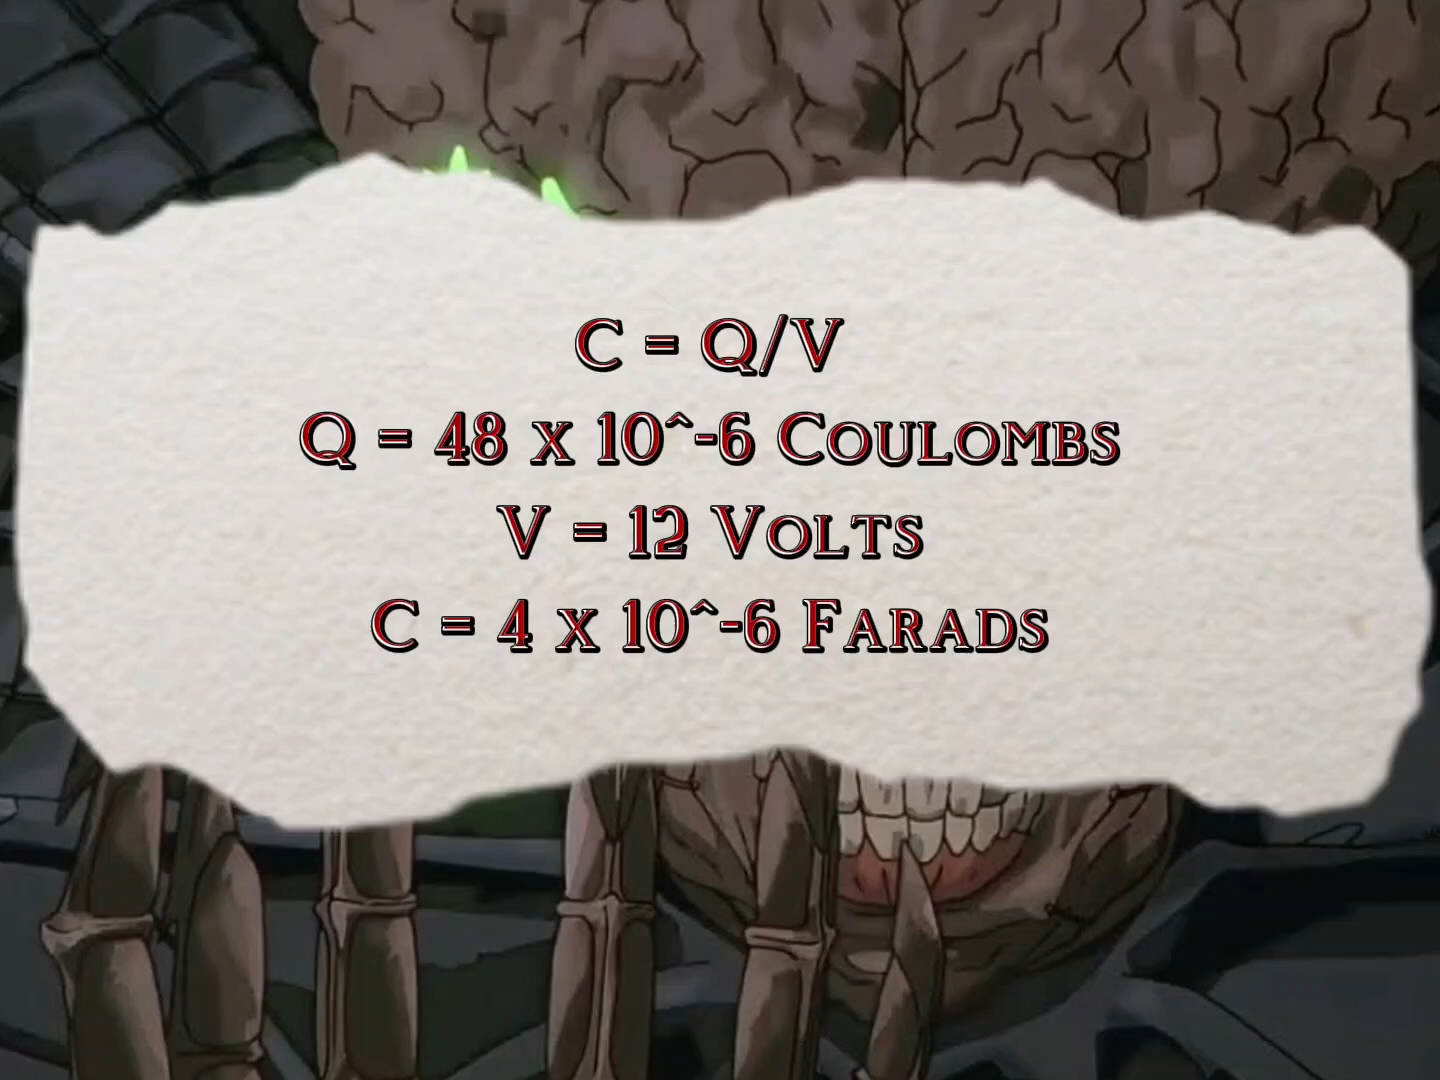 C = Q/V
Q = 48 x 10^-6 Coulombs
V = 12 Volts
C = 4 x 10^-6 Farads